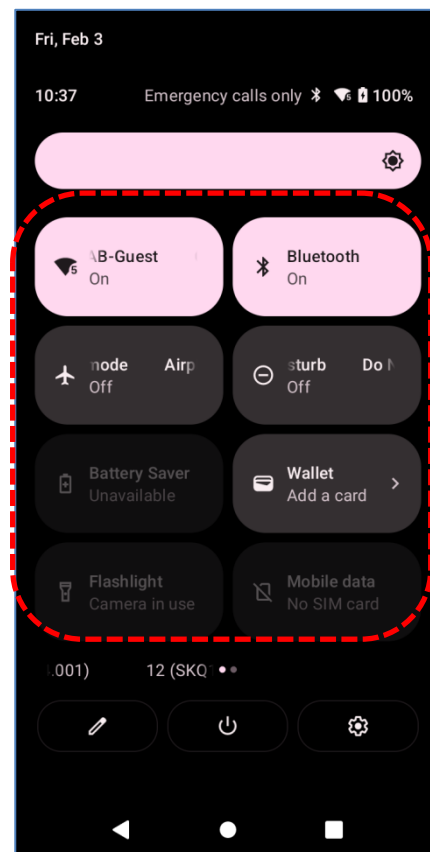 Fri, Feb 3
10:37 Emergency calls only 100%
AB-Guest
On
Bluetooth
On
mode Airp
Off
sturb Do N
Off
Battery Saver
Unavailable
Wallet
Add a card
Flashlight
Camera in use
Mobile data
No SIM card
.001) 12 (SKQ